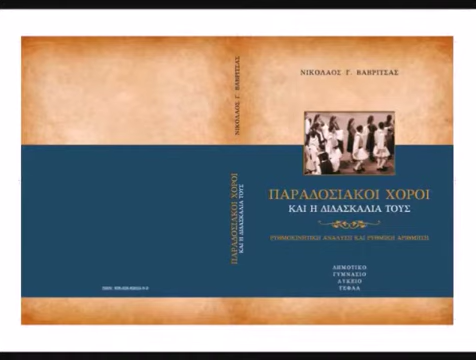 ΝΙΚΟΛΑΟΣ Γ. ΒΑΒΡΙΤΣΑΣ
ΠΑΡΑΔΟΣΙΑΚΟΙ ΧΟΡΟΙ
ΚΑΙ Η ΔΙΔΑΣΚΑΛΙΑ ΤΟΥΣ
ΡΥΘΜΟΚΙΝΗΤΙΚΗ ΑΝΑΛΥΣΗ ΚΑΙ ΡΥΘΜΙΚΗ ΑΡΙΘΜΗΣΗ
ΔΗΜΟΤΙΚΟ
ΓΥΜΝΑΣΙΟ
ΛΥΚΕΙΟ
ΤΕΦΑΑ
ΝΙΚΟΛΑΟΣ Γ. ΒΑΒΡΙΤΣΑΣ
ΠΑΡΑΔΟΣΙΑΚΟΙ ΧΟΡΟΙ
ΚΑΙ Η ΔΙΔΑΣΚΑΛΙΑ ΤΟΥΣ
ISBN: